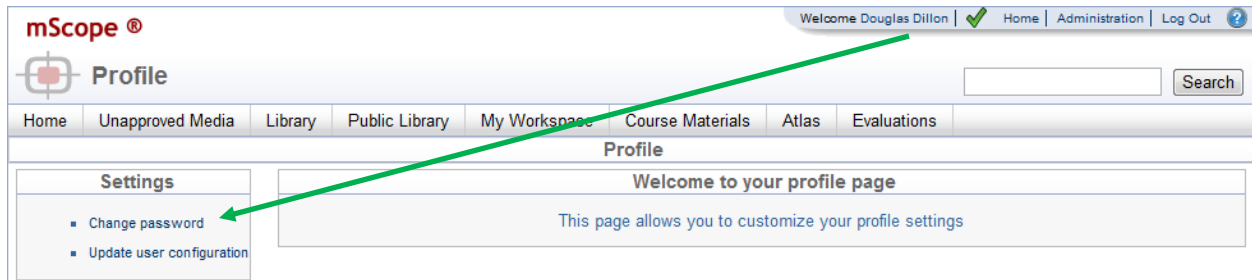 mScope ®
Welcome Douglas Dillon | Home | Administration | Log Out ?
Profile
Search
Home Unapproved Media Library Public Library My Workspace Course Materials Atlas Evaluations
Profile
Settings
Change password
Update user configuration
Welcome to your profile page
This page allows you to customize your profile settings